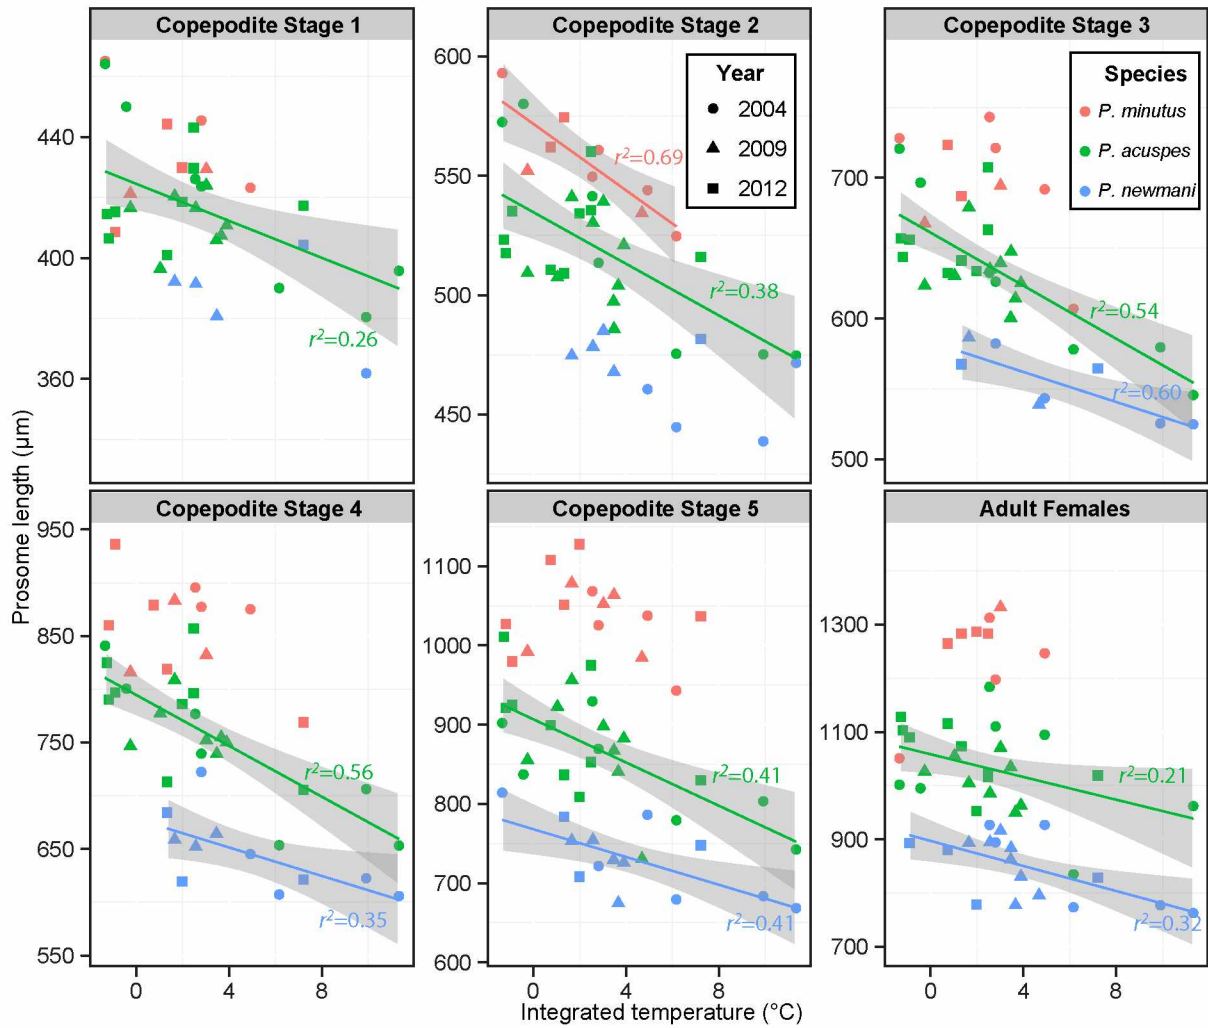 Copepodite Stage 1
Copepodite Stage 2
Copepodite Stage 3
440
400
360
r²=0.26
600
550
500
450
Year
2004
2009
2012
r²=0.69
r²=0.38
700
600
500
Species
P. minutus
P. acuspes
P. newmani
r²=0.54
r²=0.60
Prosome length (µm)
Copepodite Stage 4
Copepodite Stage 5
Adult Females
950
850
750
650
550
r²=0.56
r²=0.35
0 4 8
1100
1000
900
800
700
600
r²=0.41
r²=0.41
0 4 8
1300
1100
900
700
r²=0.21
r²=0.32
0 4 8
Integrated temperature (°C)